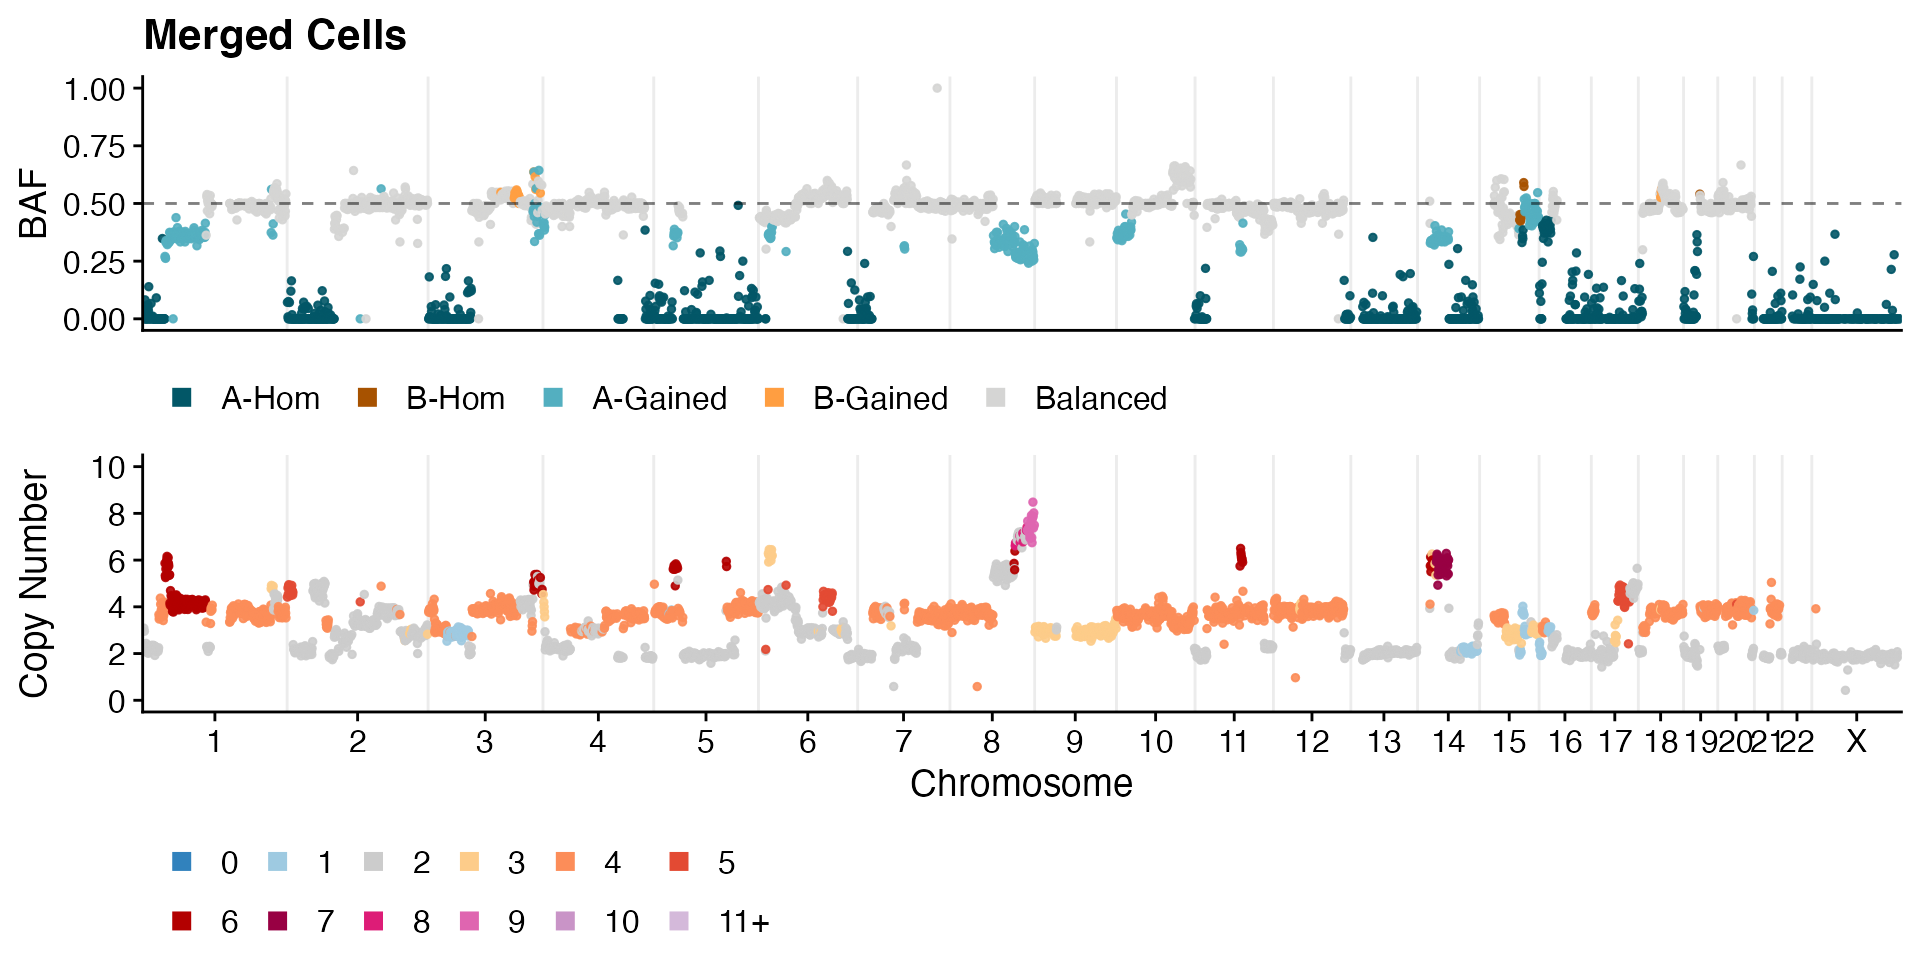 Merged Cells
BAF
1.00
0.75
0.50
0.25
0.00
A-Hom B-Hom A-Gained B-Gained Balanced
Copy Number
10
8
6
4
2
0
1 2 3 4 5 6 7 8 9 10 11 12 13 14 15 16 17 18 19 20 21 22 X
Chromosome
0 1 2 3 4 5
6 7 8 9 10 11+